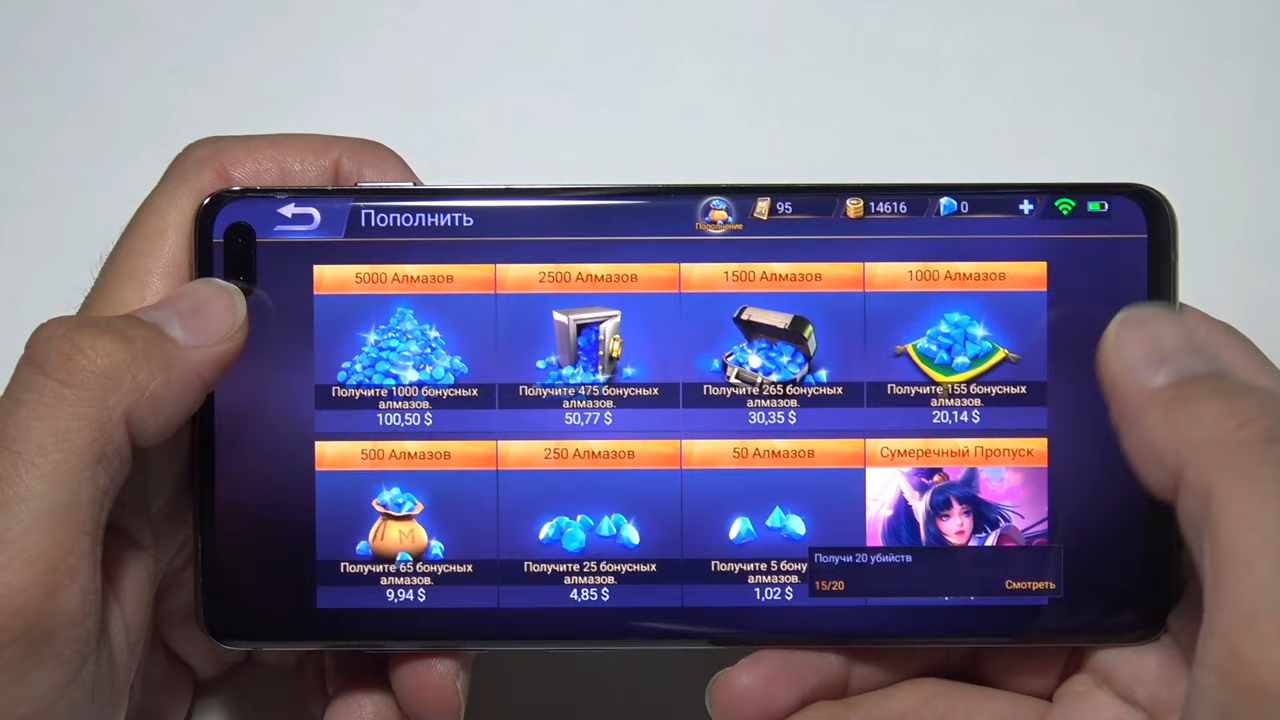 Пополнить
Пополнение
95
14616
0
5000 Алмазов
Получите 1000 бонусных
алмазов.
100,50 $
2500 Алмазов
Получите 475 бонусных
алмазов.
50,77 $
1500 Алмазов
Получите 265 бонусных
алмазов.
30,35 $
1000 Алмазов
Получите 155 бонусных
алмазов.
20,14 $
500 Алмазов
Получите 65 бонусных
алмазов.
9,94 $
250 Алмазов
Получите 25 бонусных
алмазов.
4,85 $
50 Алмазов
Получите 5 бону
алмазов.
1,02 $
Сумеречный Пропуск
Получи 20 убийств
15/20
Смотреть